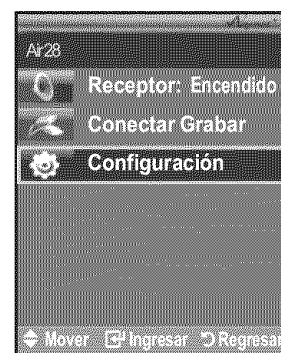 Air28
Receptor: Encendido
Conectar Grabar
Configuración
Mover Ingresar Regresar